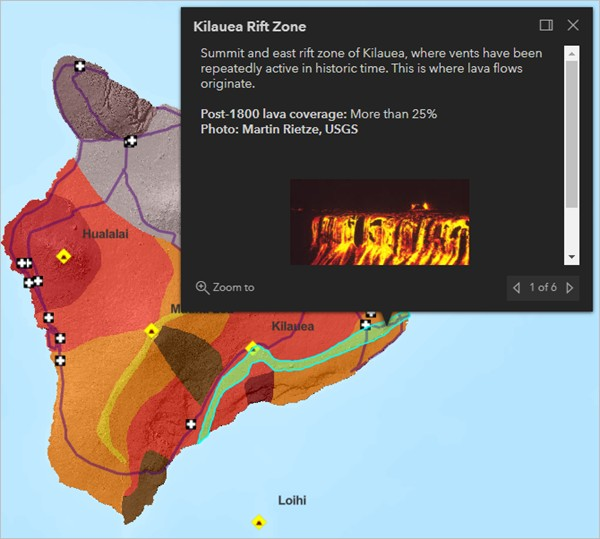 Kilauea Rift Zone
Summit and east rift zone of Kilauea, where vents have been
repeatedly active in historic time. This is where lava flows
originate.
Post-1800 lava coverage: More than 25%
Photo: Martin Rietze, USGS
Zoom to
1 of 6
Hualalai
Kilauea
Loihi